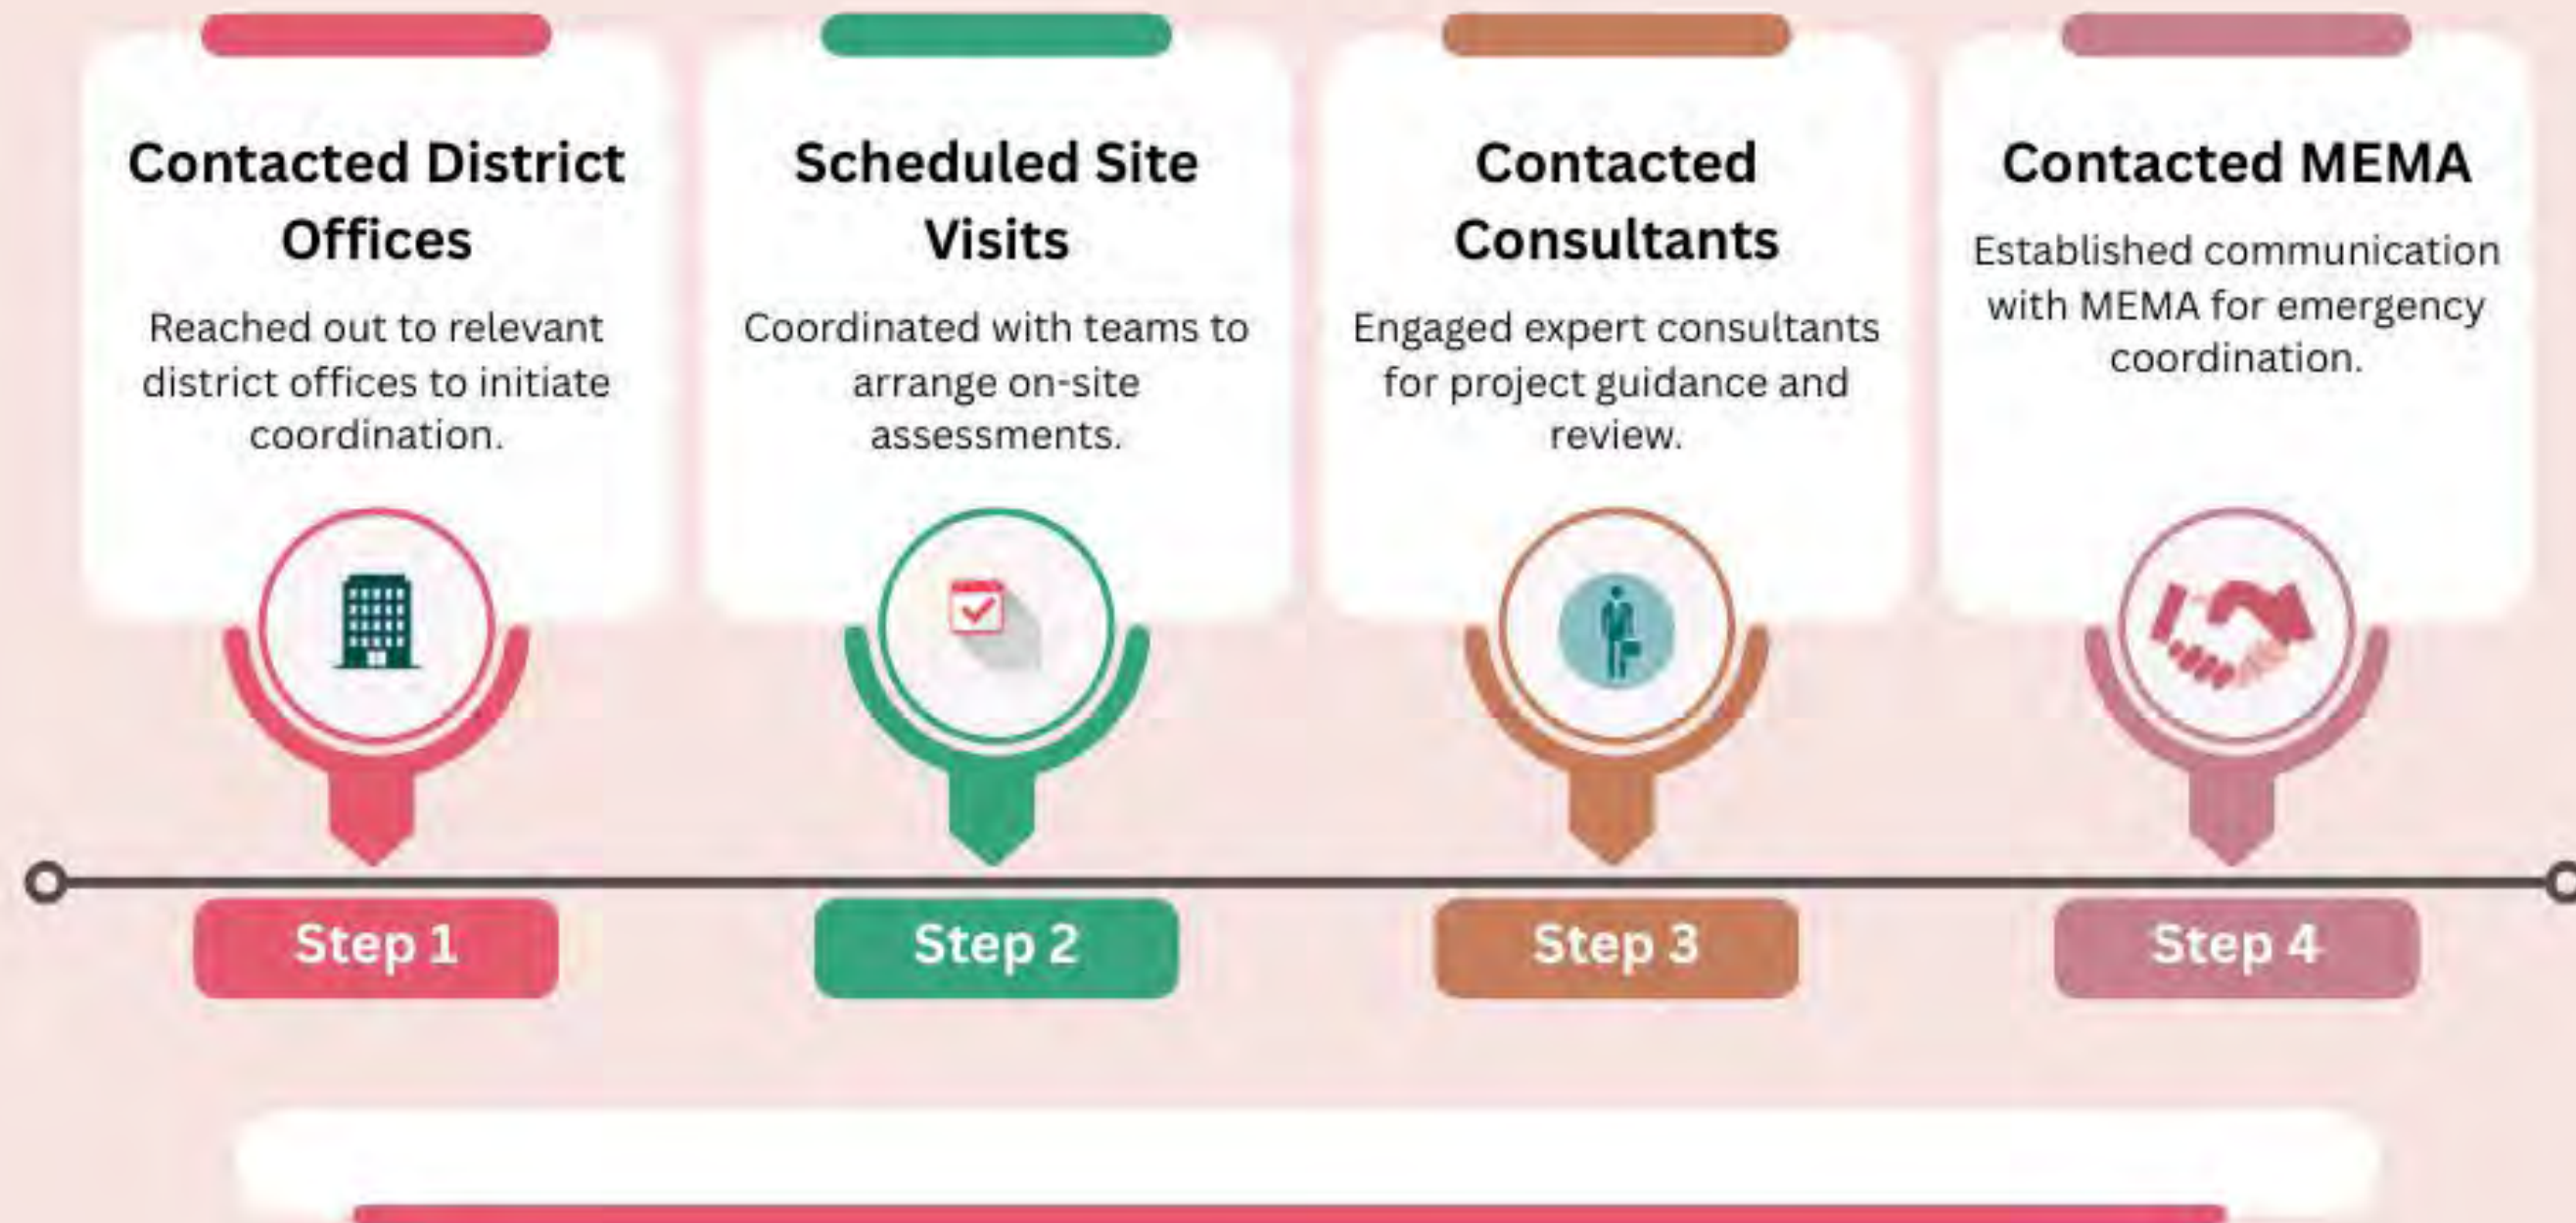 Contacted District
Offices
Reached out to relevant
district offices to initiate
coordination.
Step 1
Scheduled Site
Visits
Coordinated with teams to
arrange on-site
assessments.
Step 2
Contacted
Consultants
Engaged expert consultants
for project guidance and
review.
Step 3
Contacted MEMA
Established communication
with MEMA for emergency
coordination.
Step 4